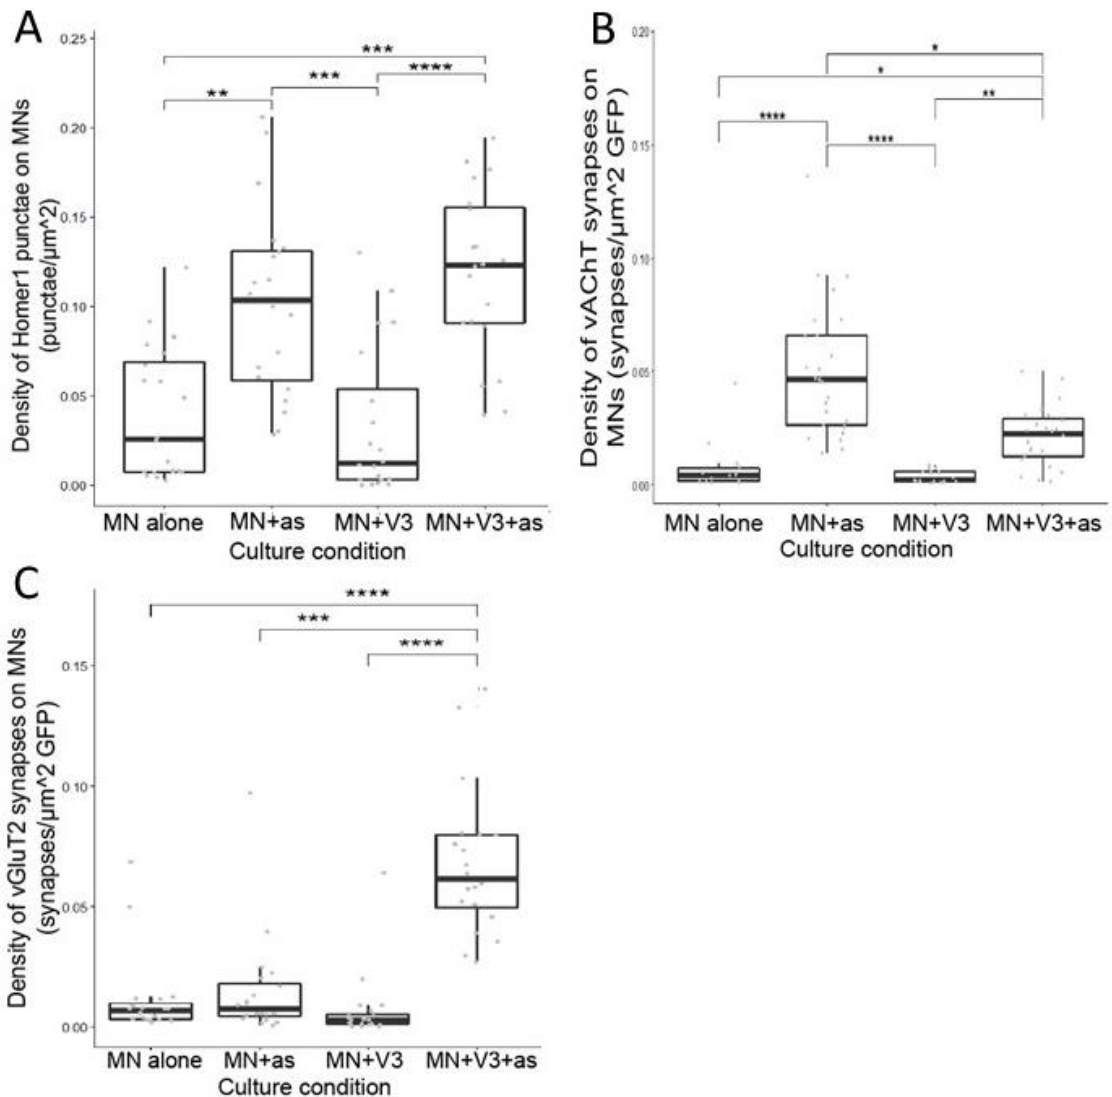 A
Density of Homer1 punctae on MNs
(punctae/µm^2)
0.25
0.20
0.15
0.10
0.05
0.00
***
****
***
**
MN alone MN+as MN+V3 MN+V3+as
Culture condition
B
Density of vAChT synapses on
MNs (synapses/µm^2 GFP)
0.20
0.15
0.10
0.05
0.00
*
*
**
****
****
MN alone MN+as MN+V3 MN+V3+as
Culture condition
C
Density of vGluT2 synapses on MNs
(synapses/µm^2 GFP)
0.15
0.10
0.05
0.00
****
***
****
MN alone MN+as MN+V3 MN+V3+as
Culture condition